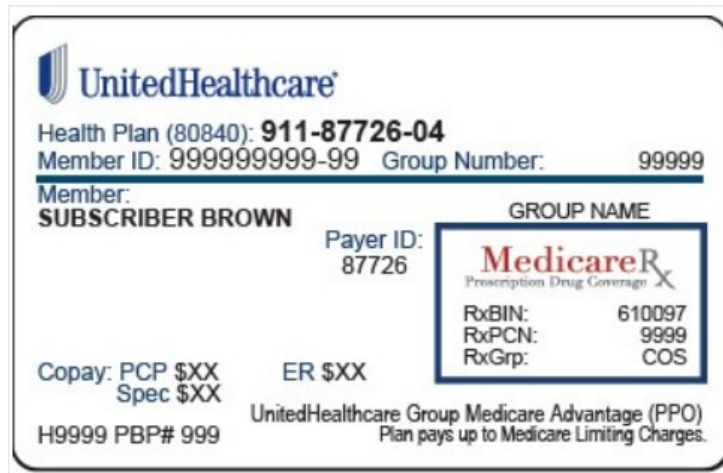 UnitedHealthcare®
Health Plan (80840): 911-87726-04
Member ID: 999999999-99 Group Number: 99999
Member:
SUBSCRIBER BROWN
GROUP NAME
Payer ID:
87726
MedicareRx
Prescription Drug Coverage
RxBIN: 610097
RxPCN: 9999
RxGrp: COS
Copay: PCP $XX ER $XX
Spec $XX
UnitedHealthcare Group Medicare Advantage (PPO)
H9999 PBP# 999 Plan pays up to Medicare Limiting Charges.